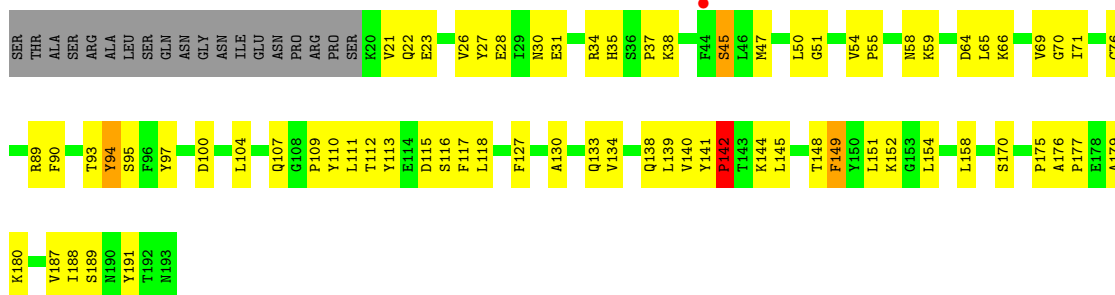 SER THR ALA SER ARG ALA LEU SER GLN ASN GLY ASN ASN ILE GLU ASN PRO ARG PRO SER K20 V21 Q22 E23 V26 Y27 E28 I29 N30 E31 R34 H35 S36 P37 K38 F44 S45 L46 M47 L50 G51 V54 P55 N58 K59 D64 L65 K66 V69 G70 I71
R89 F90 T93 Y94 S95 F96 Y97 D100 L104 Q107 G108 P109 Y110 L111 T112 Y113 E114 D115 S116 F117 L118 F127 A130 Q133 V134 Q138 L139 V140 Y141 P142 T143 K144 L145 T148 F149 Y150 L151 K152 G153 L154 L158 S170 P175 A176 P177 E178 A179
K180 V187 I188 S189 N190 Y191 T192 N193